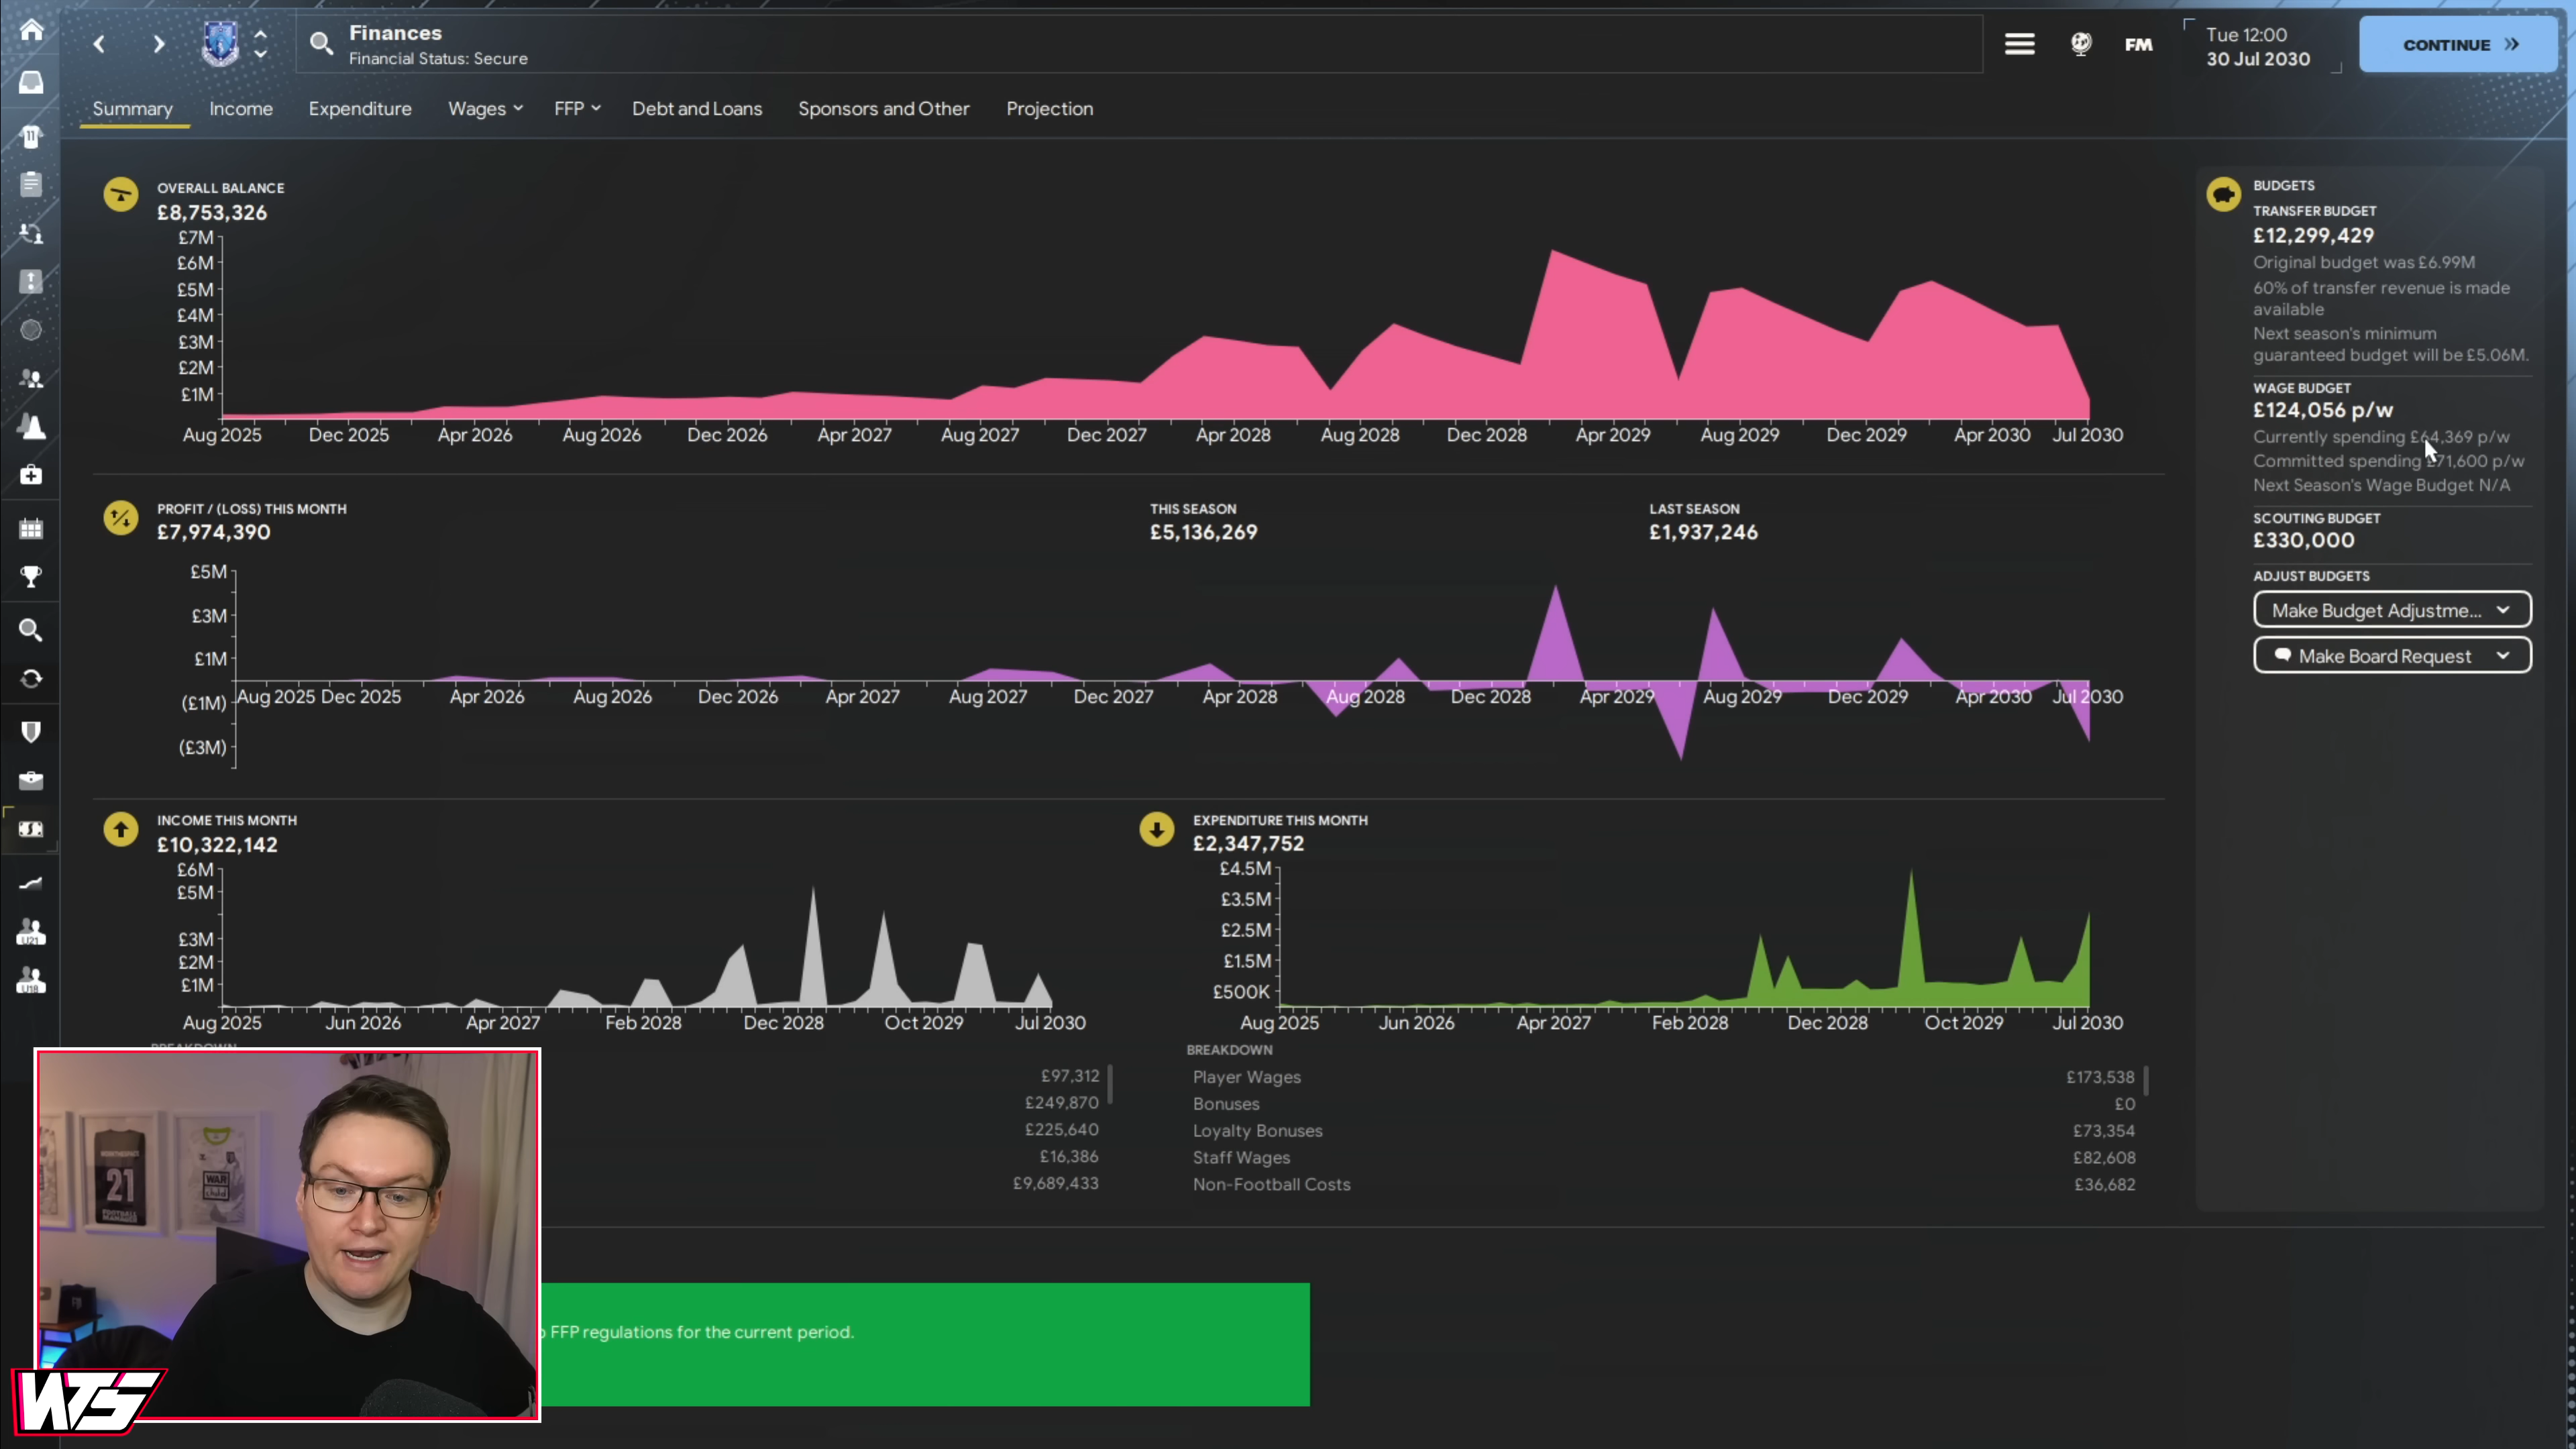 Finances
Financial Status: Secure
FM
Tue 12:00
30 Jul 2030
CONTINUE
Summary
Income
Expenditure
Wages
FFP
Debt and Loans
Sponsors and Other
Projection
OVERALL BALANCE
£8,753,326
£7M
£6M
£5M
£4M
£3M
£2M
£1M
Aug 2025 Dec 2025 Apr 2026 Aug 2026 Dec 2026 Apr 2027 Aug 2027 Dec 2027 Apr 2028 Aug 2028 Dec 2028 Apr 2029 Aug 2029 Dec 2029 Apr 2030 Jul 2030
PROFIT / (LOSS) THIS MONTH
£7,974,390
THIS SEASON
£5,136,269
LAST SEASON
£1,937,246
£5M
£3M
£1M
(£1M)
(£3M)
Aug 2025 Dec 2025 Apr 2026 Aug 2026 Dec 2026 Apr 2027 Aug 2027 Dec 2027 Apr 2028 Aug 2028 Dec 2028 Apr 2029 Aug 2029 Dec 2029 Apr 2030 Jul 2030
INCOME THIS MONTH
£10,322,142
£6M
£5M
£3M
£2M
£1M
Aug 2025 Jun 2026 Apr 2027 Feb 2028 Dec 2028 Oct 2029 Jul 2030
BREAKDOWN
£97,312
£249,870
£225,640
£16,386
£9,689,433
EXPENDITURE THIS MONTH
£2,347,752
£4.5M
£3.5M
£2.5M
£1.5M
£500K
Aug 2025 Jun 2026 Apr 2027 Feb 2028 Dec 2028 Oct 2029 Jul 2030
BREAKDOWN
Player Wages £173,538
Bonuses £0
Loyalty Bonuses £73,354
Staff Wages £82,608
Non-Football Costs £36,682
FFP regulations for the current period.
BUDGETS
TRANSFER BUDGET
£12,299,429
Original budget was £6.99M
60% of transfer revenue is made
available
Next season's minimum
guaranteed budget will be £5.06M.
WAGE BUDGET
£124,056 p/w
Currently spending £64,369 p/w
Committed spending £71,600 p/w
Next Season's Wage Budget N/A
SCOUTING BUDGET
£330,000
ADJUST BUDGETS
Make Budget Adjustme...
Make Board Request
11
U21
U18
21
FOOTBALL
MANAGER
WAR
child
WTS